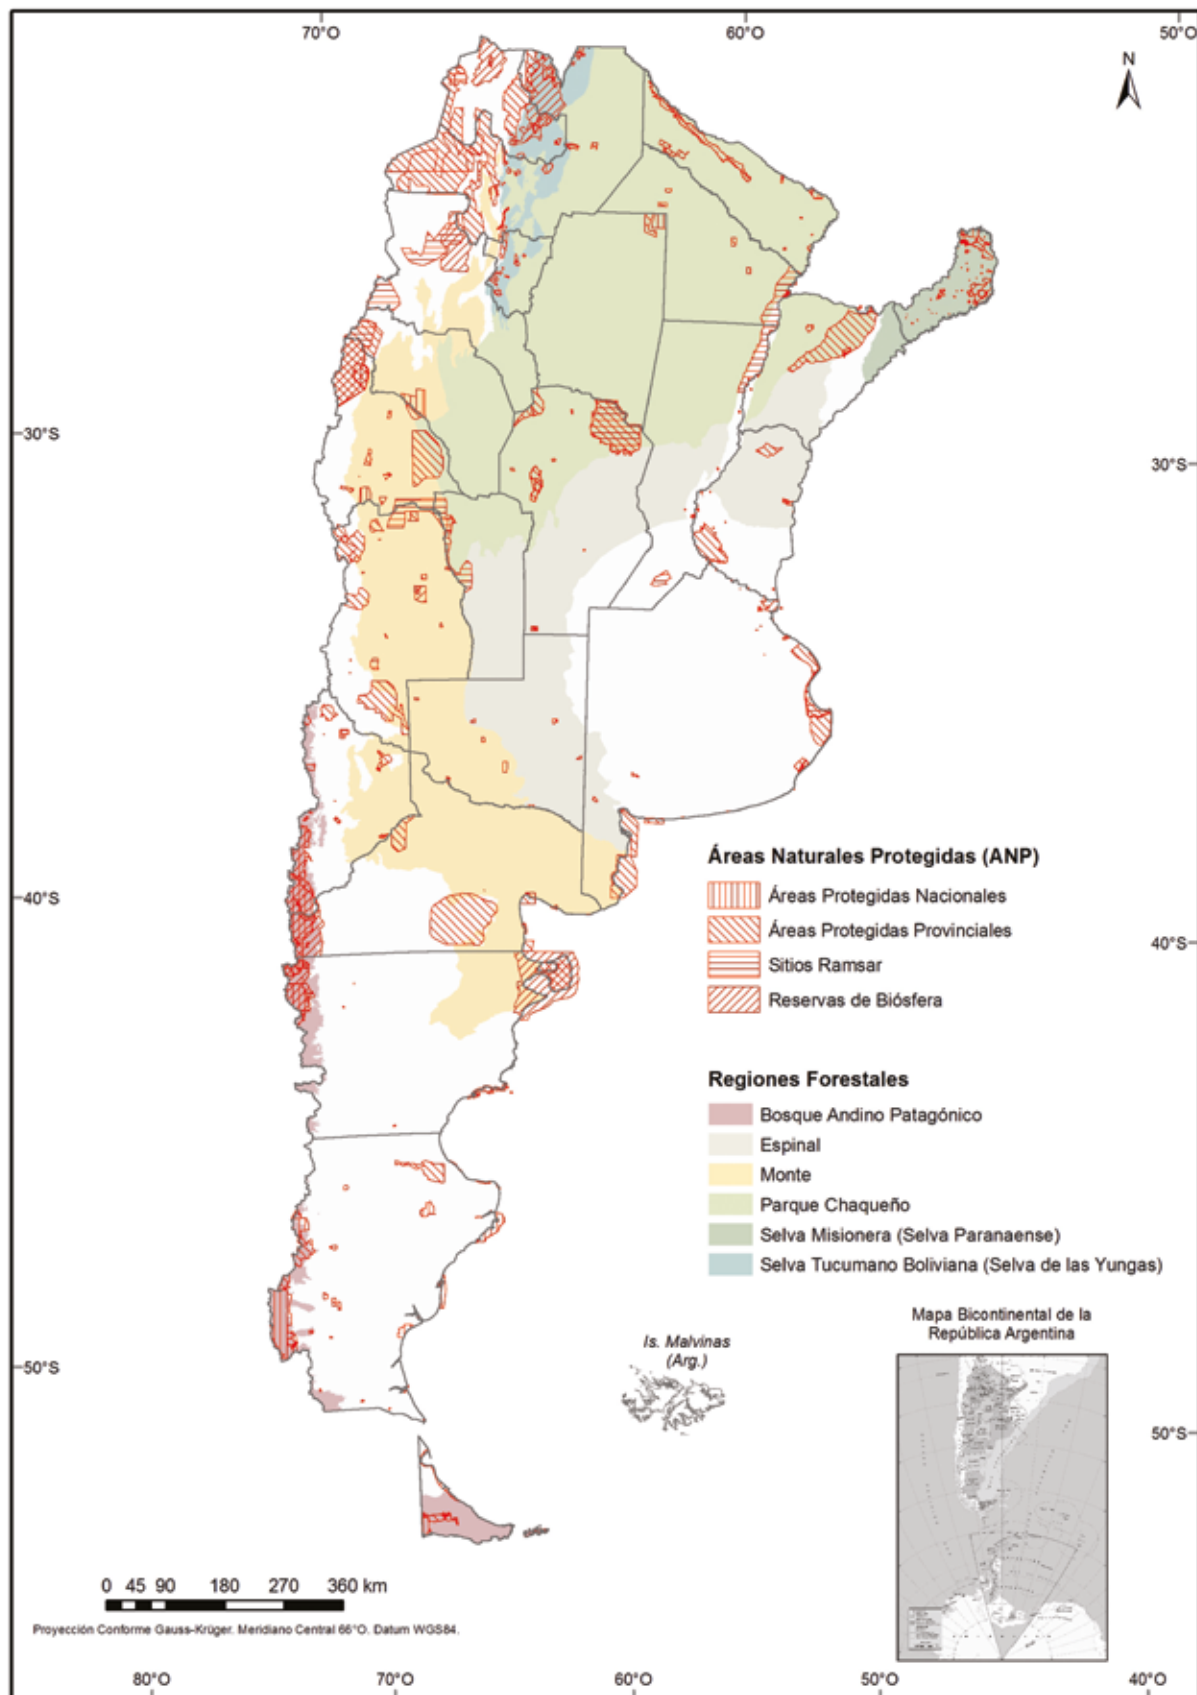 70°O
60°O
50°O
N
30°S
30°S
Áreas Naturales Protegidas (ANP)
Áreas Protegidas Nacionales
40°S
Áreas Protegidas Provinciales
40°S
Sitios Ramsar
Reservas de Biósfera
Regiones Forestales
Bosque Andino Patagónico
Espinal
Monte
Parque Chaqueño
Selva Misionera (Selva Paranaense)
Selva Tucumano Boliviana (Selva de las Yungas)
Mapa Bicontinental de la
República Argentina
Is. Malvinas
(Arg.)
50°S
50°S
0 45 90 180 270 360 km
Proyección Conforme Gauss-Krüger. Meridiano Central 66°O. Datum WGS84.
80°O
70°O
60°O
50°O
40°O